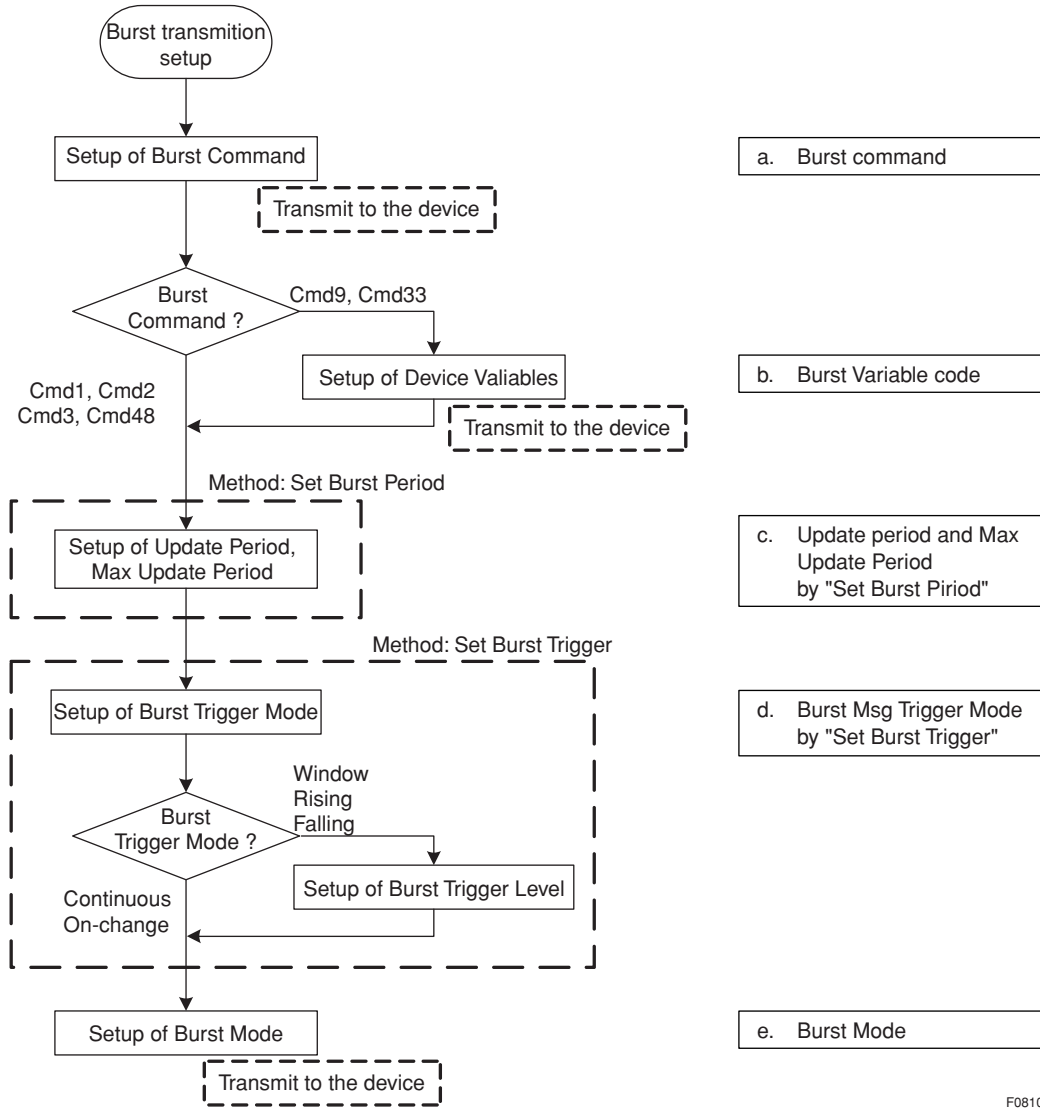 Burst transmition
setup
Setup of Burst Command
a. Burst command
Transmit to the device
Burst
Command ?
Cmd9, Cmd33
Setup of Device Valiables
b. Burst Variable code
Cmd1, Cmd2
Cmd3, Cmd48
Transmit to the device
Method: Set Burst Period
Setup of Update Period,
Max Update Period
c. Update period and Max
Update Period
by "Set Burst Piriod"
Method: Set Burst Trigger
Setup of Burst Trigger Mode
d. Burst Msg Trigger Mode
by "Set Burst Trigger"
Window
Rising
Falling
Burst
Trigger Mode ?
Setup of Burst Trigger Level
Continuous
On-change
Setup of Burst Mode
e. Burst Mode
Transmit to the device
F0810